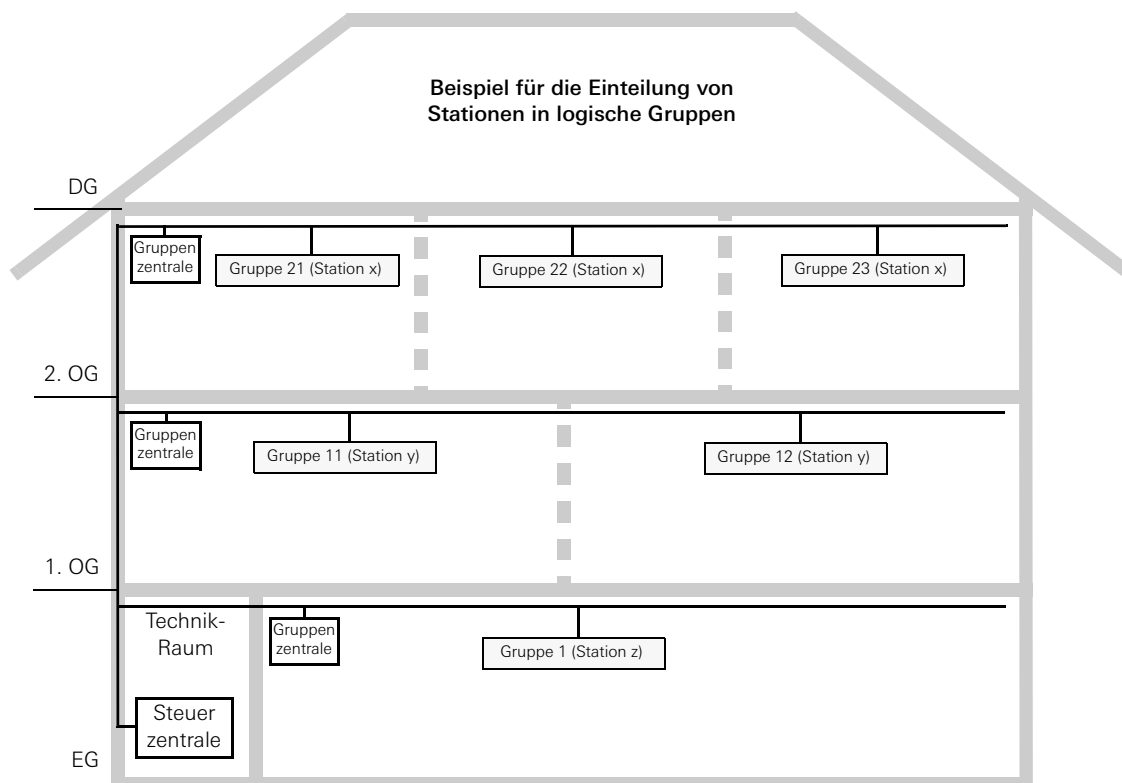 Beispiel für die Einteilung von
Stationen in logische Gruppen
DG
Gruppen
zentrale
Gruppe 21 (Station x)
Gruppe 22 (Station x)
Gruppe 23 (Station x)
2. OG
Gruppen
zentrale
Gruppe 11 (Station y)
Gruppe 12 (Station y)
1. OG
Technik-
Raum
Gruppen
zentrale
Gruppe 1 (Station z)
Steuer
zentrale
EG